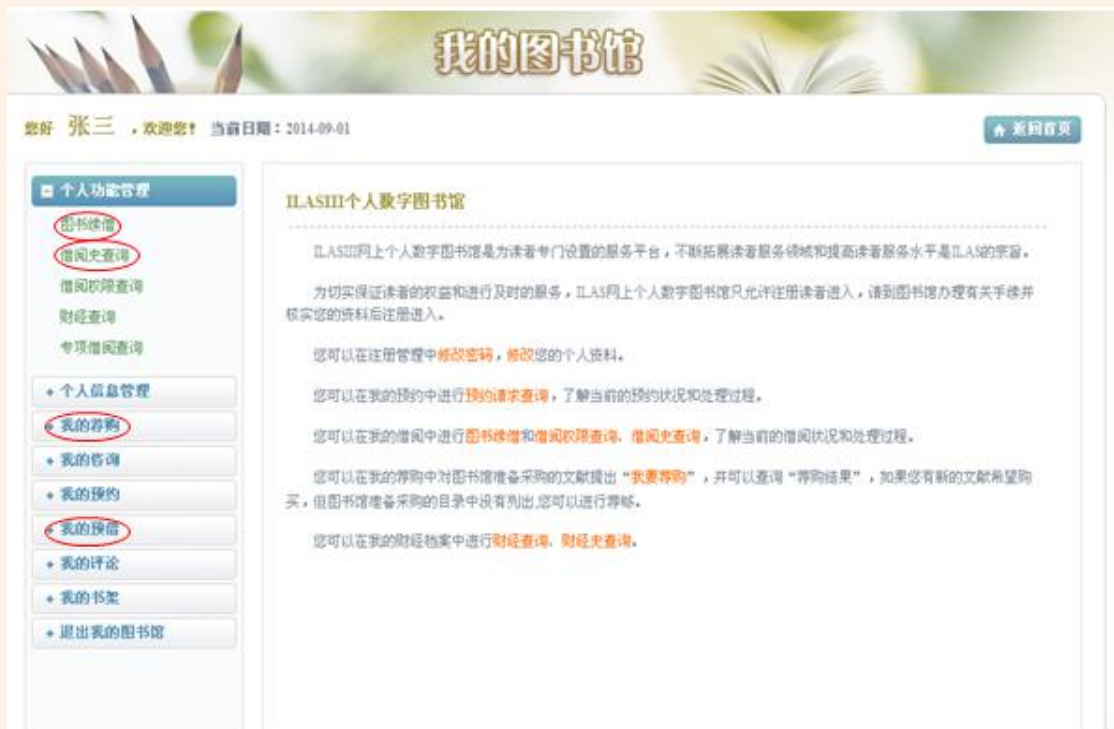 我的图书馆
您好 张三 ，欢迎您！ 当前日期：2014-09-01
返回首页
个人功能管理
图书续借
借阅史查询
借阅权限查询
财经查询
专项借阅查询
个人信息管理
我的荐购
我的咨询
我的预约
我的预借
我的评论
我的书架
退出我的图书馆
ILASIII个人数字图书馆
ILASIII网上个人数字图书馆是为读者专门设置的服务平台，不断拓展读者服务领域和提高读者服务水平是ILAS的宗旨。
为切实保证读者的权益和进行及时的服务，ILAS网上个人数字图书馆只允许注册读者进入，请到图书馆办理有关手续并
核实您的资料后注册进入。
您可以在注册管理中修改密码，修改您的个人资料。
您可以在我的预约中进行预约请求查询，了解当前的预约状况和处理过程。
您可以在我的借阅中进行图书续借和借阅权限查询、借阅史查询，了解当前的借阅状况和处理过程。
您可以在我的荐购中对图书馆准备采购的文献提出“我要荐购”，并可以查询“荐购结果”，如果您有新的文献希望购
买，但图书馆准备采购的目录中没有列出,您可以进行荐够。
您可以在我的财经档案中进行财经查询、财经史查询。